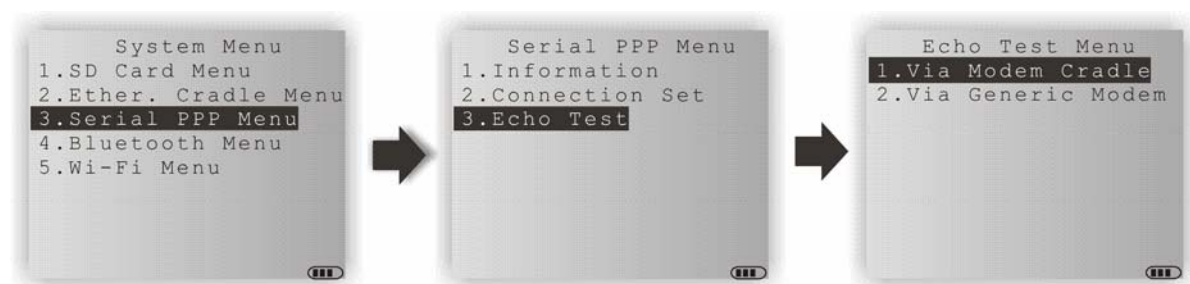 System Menu
1.SD Card Menu
2.Ether. Cradle Menu
3.Serial PPP Menu
4.Bluetooth Menu
5.Wi-Fi Menu
Serial PPP Menu
1.Information
2.Connection Set
3.Echo Test
Echo Test Menu
1.Via Modem Cradle
2.Via Generic Modem